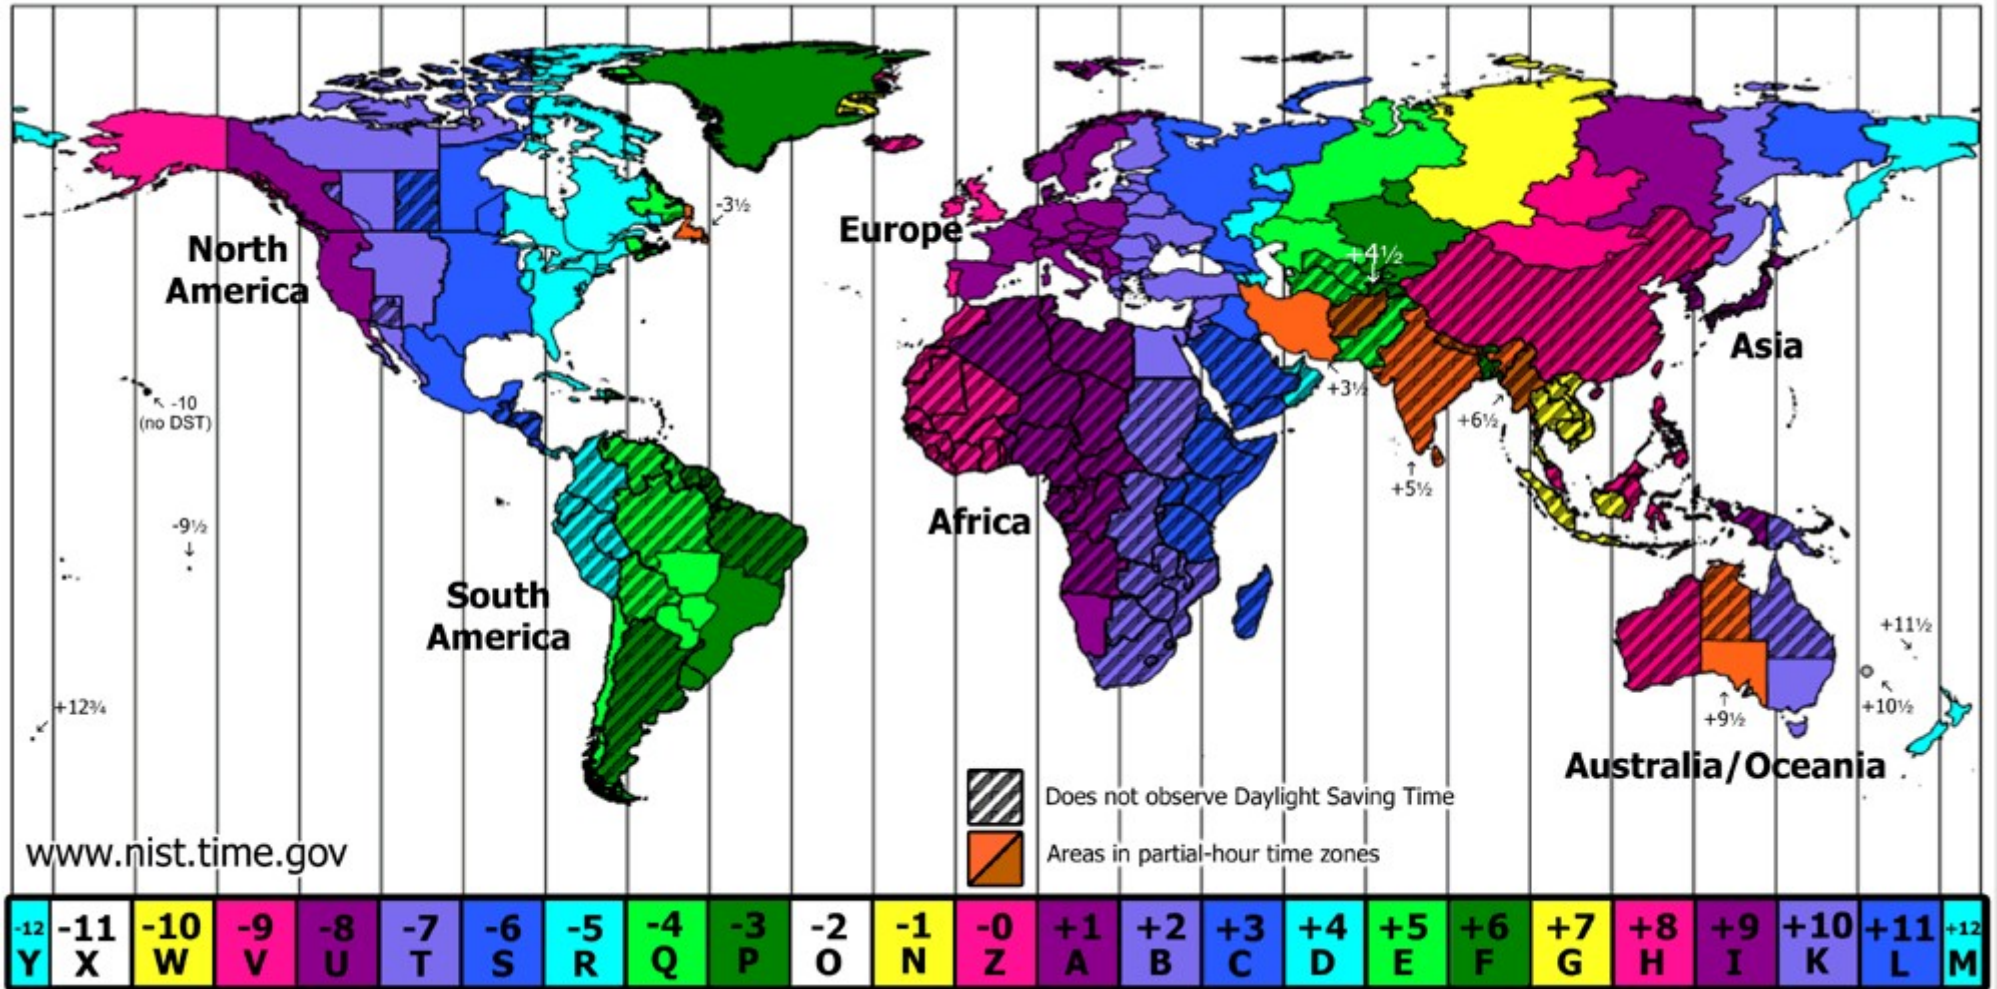 -3½
Europe
North
America
+4½
Asia
-10
(no DST)
+3½
+6½
+5½
-9½
Africa
South
America
+11½
+12¾
+10½
+9½
Australia/Oceania
Does not observe Daylight Saving Time
www.nist.time.gov
Areas in partial-hour time zones
-12 -11 -10 -9 -8 -7 -6 -5 -4 -3 -2 -1 -0 +1 +2 +3 +4 +5 +6 +7 +8 +9 +10 +11 +12
Y X W V U T S R Q P O N Z A B C D E F G H I K L M